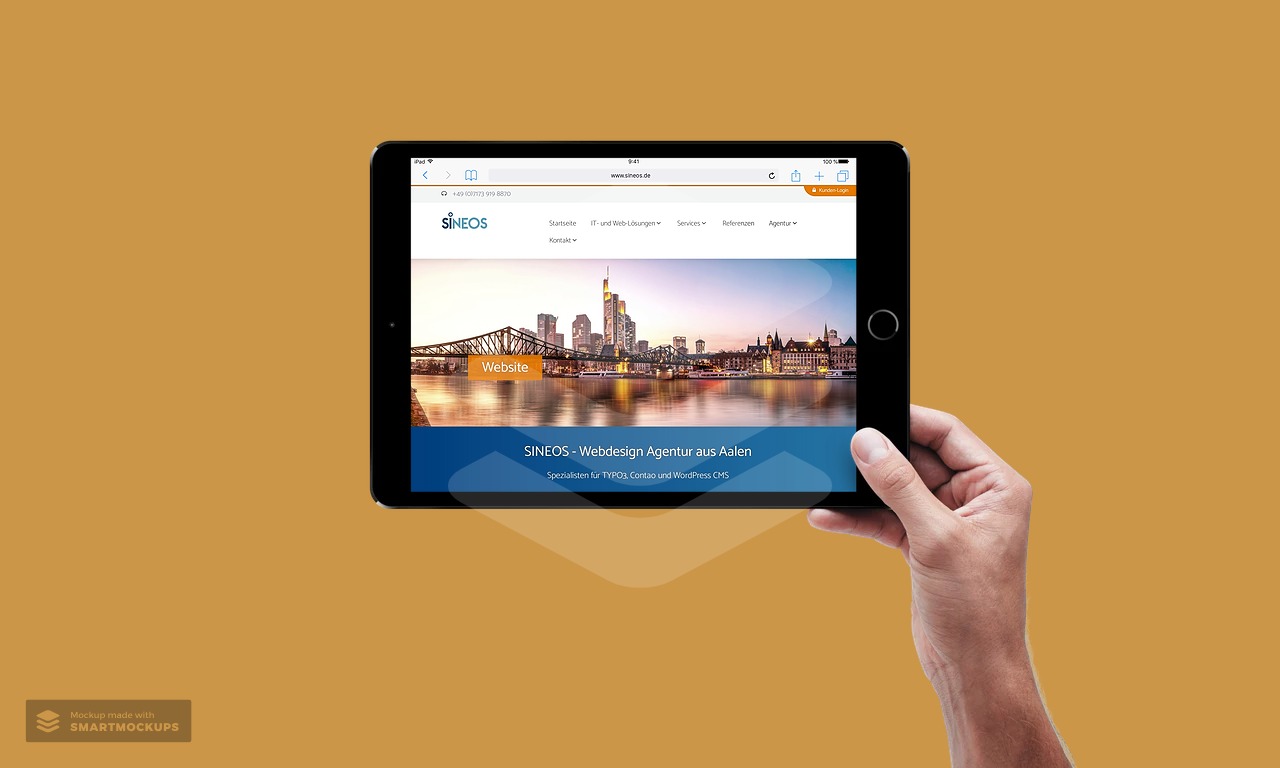 iPad 9:41 100 %
www.sineos.de
+49 (0)7173 919 8870 Kunden-Login
SiNEOS
Startseite IT- und Web-Lösungen Services Referenzen Agentur
Kontakt
Website
SINEOS - Webdesign Agentur aus Aalen
Spezialisten für TYPO3, Contao und WordPress CMS
Mockup made with
SMARTMOCKUPS